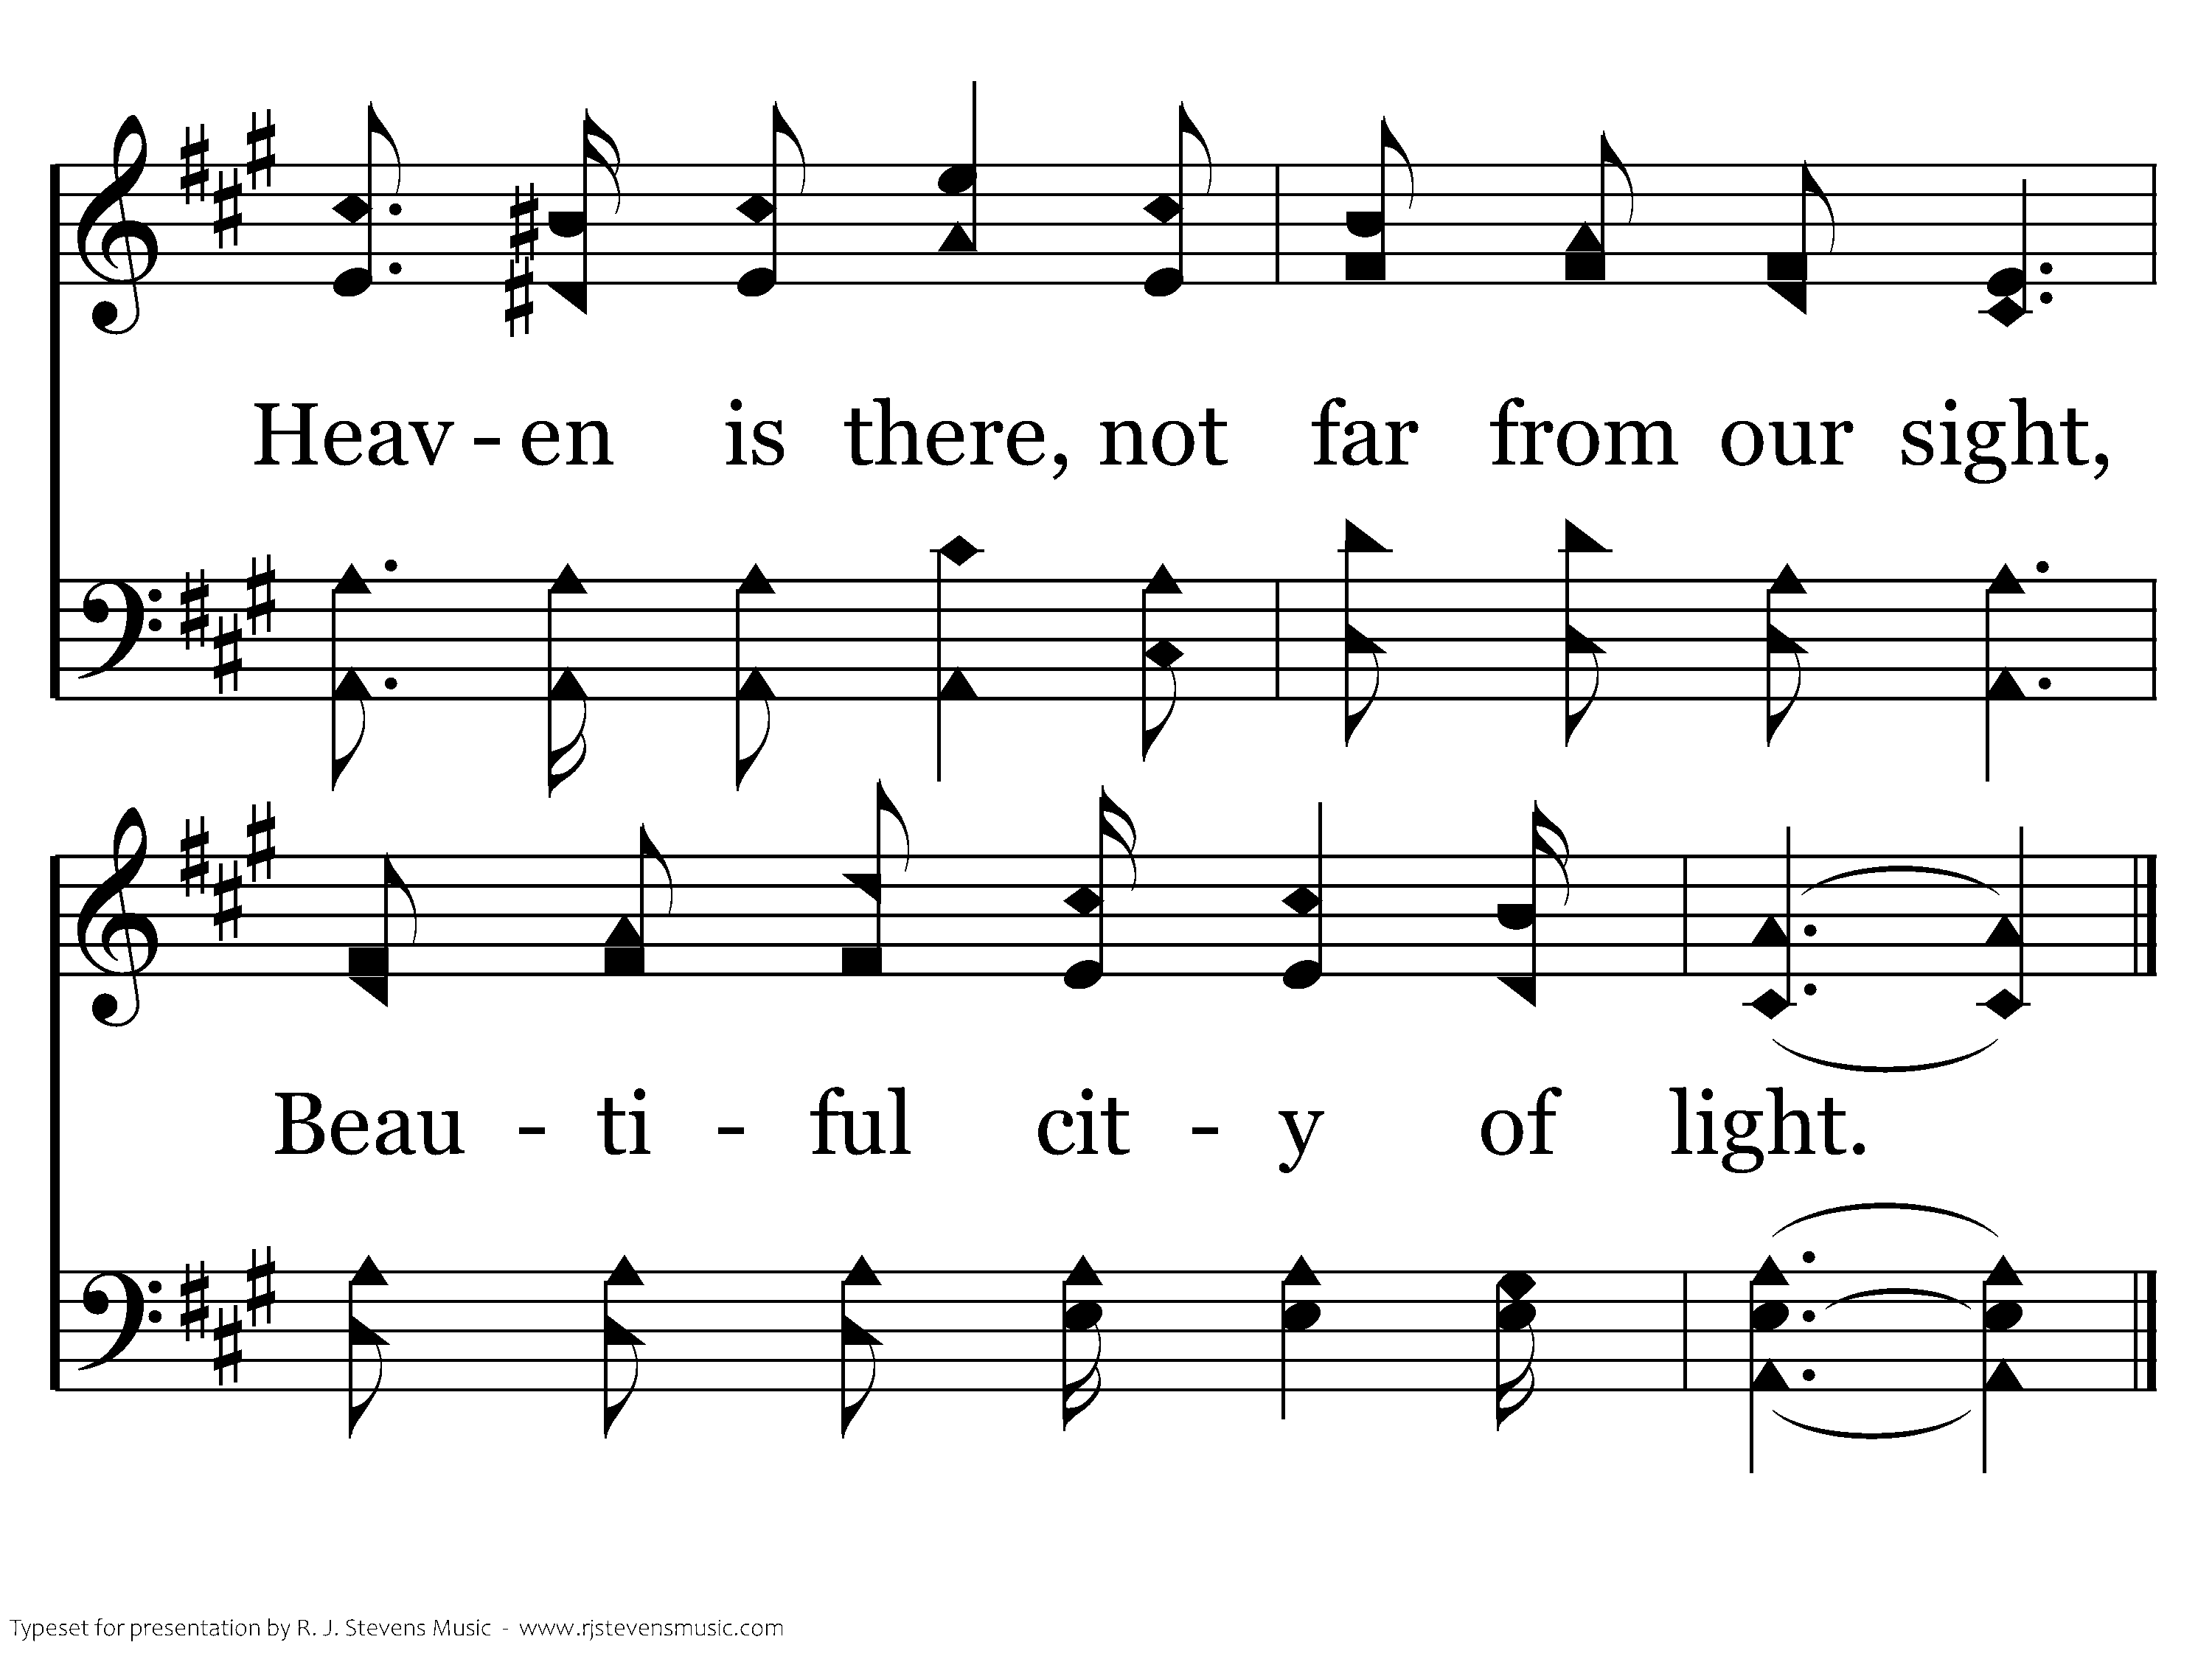 Heav - en is there, not far from our sight,
Beau - ti - ful cit - y of light.
Typeset for presentation by R. J. Stevens Music - www.rjstevensmusic.com